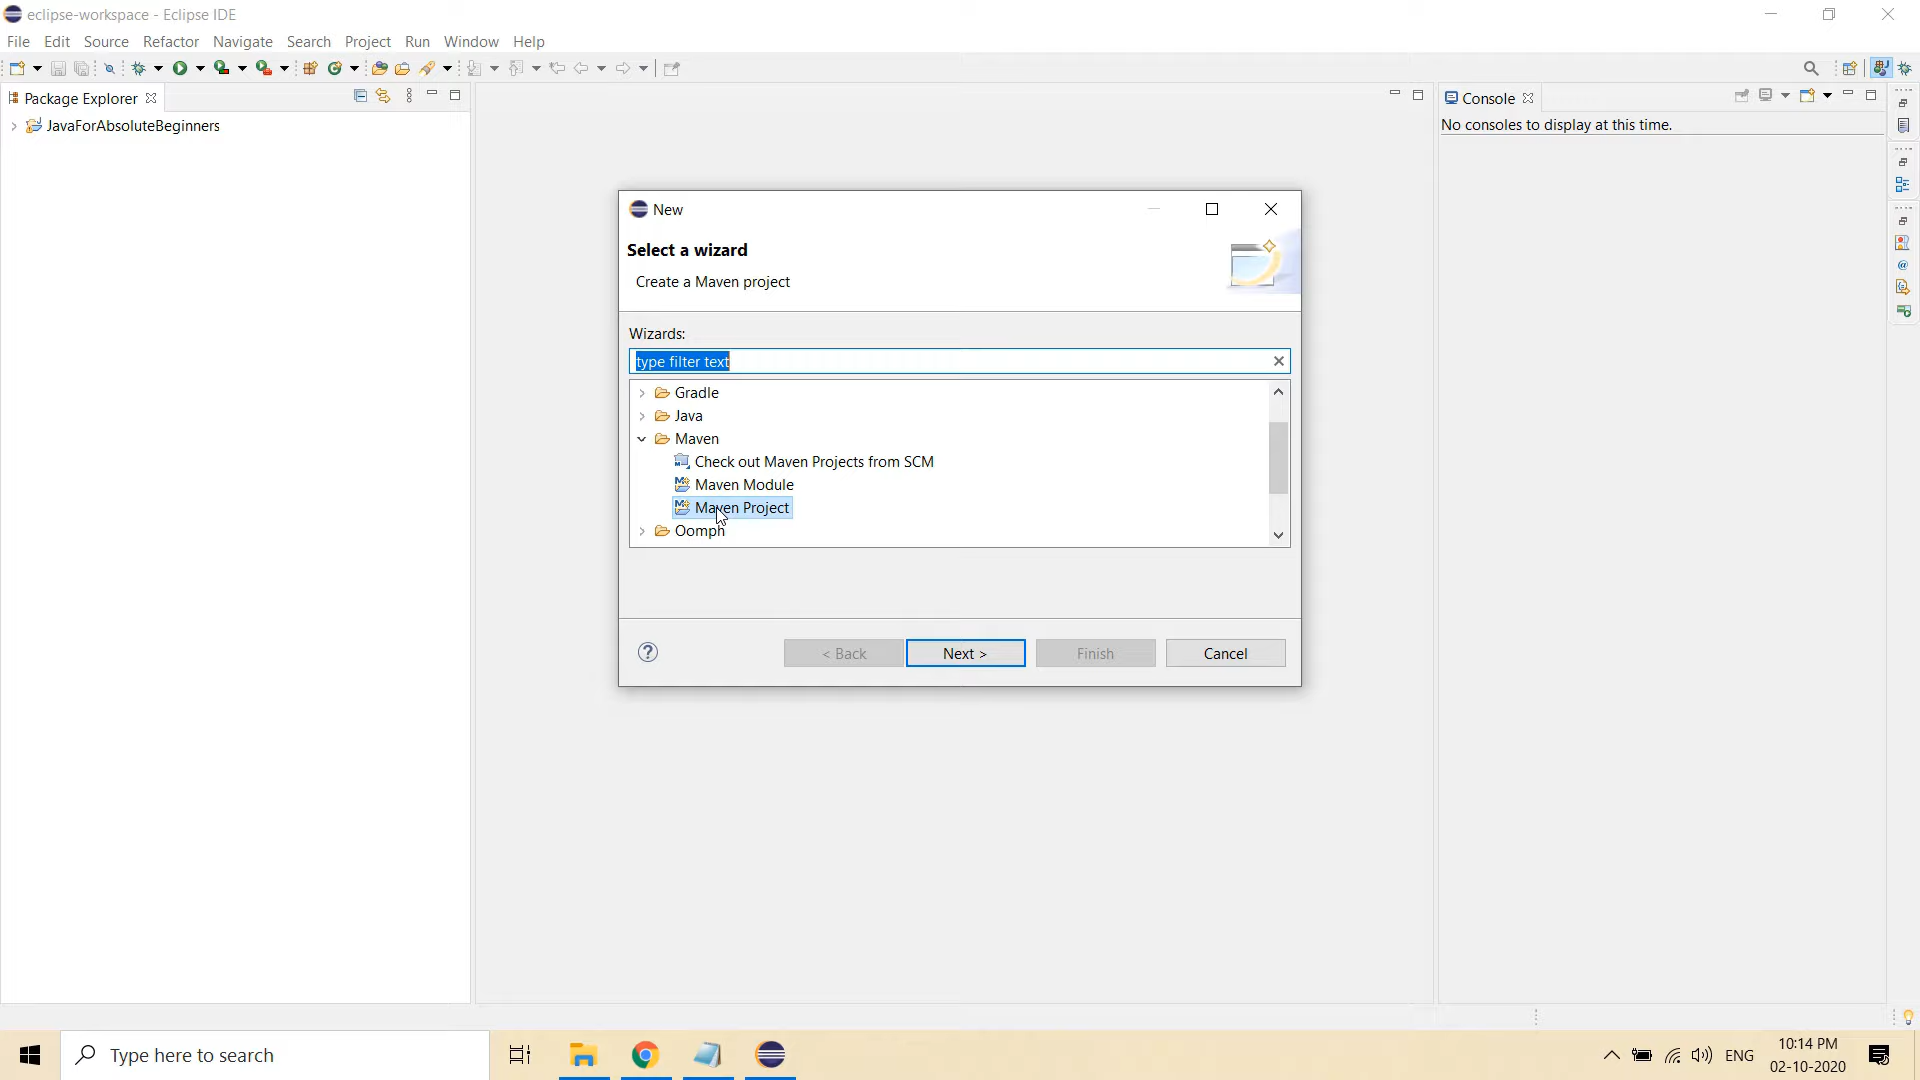 eclipse-workspace - Eclipse IDE
File Edit Source Refactor Navigate Search Project Run Window Help
Package Explorer
JavaForAbsoluteBeginners
Console
No consoles to display at this time.
New
Select a wizard
Create a Maven project
Wizards:
type filter text
Gradle
Java
Maven
Check out Maven Projects from SCM
Maven Module
Maven Project
Oomph
< Back Next > Finish Cancel
Type here to search
ENG
10:14 PM
02-10-2020